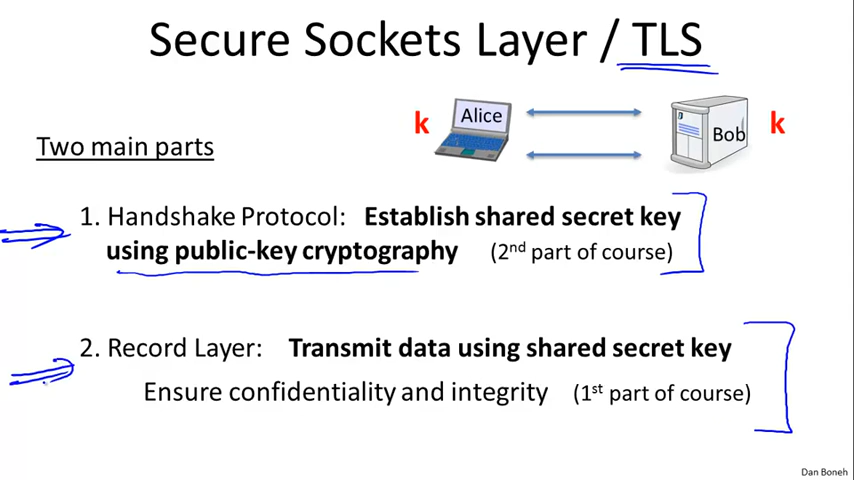 Secure Sockets Layer / TLS
k Alice Bob k
Two main parts
1. Handshake Protocol: Establish shared secret key
using public-key cryptography (2nd part of course)
2. Record Layer: Transmit data using shared secret key
Ensure confidentiality and integrity (1st part of course)
Dan Boneh